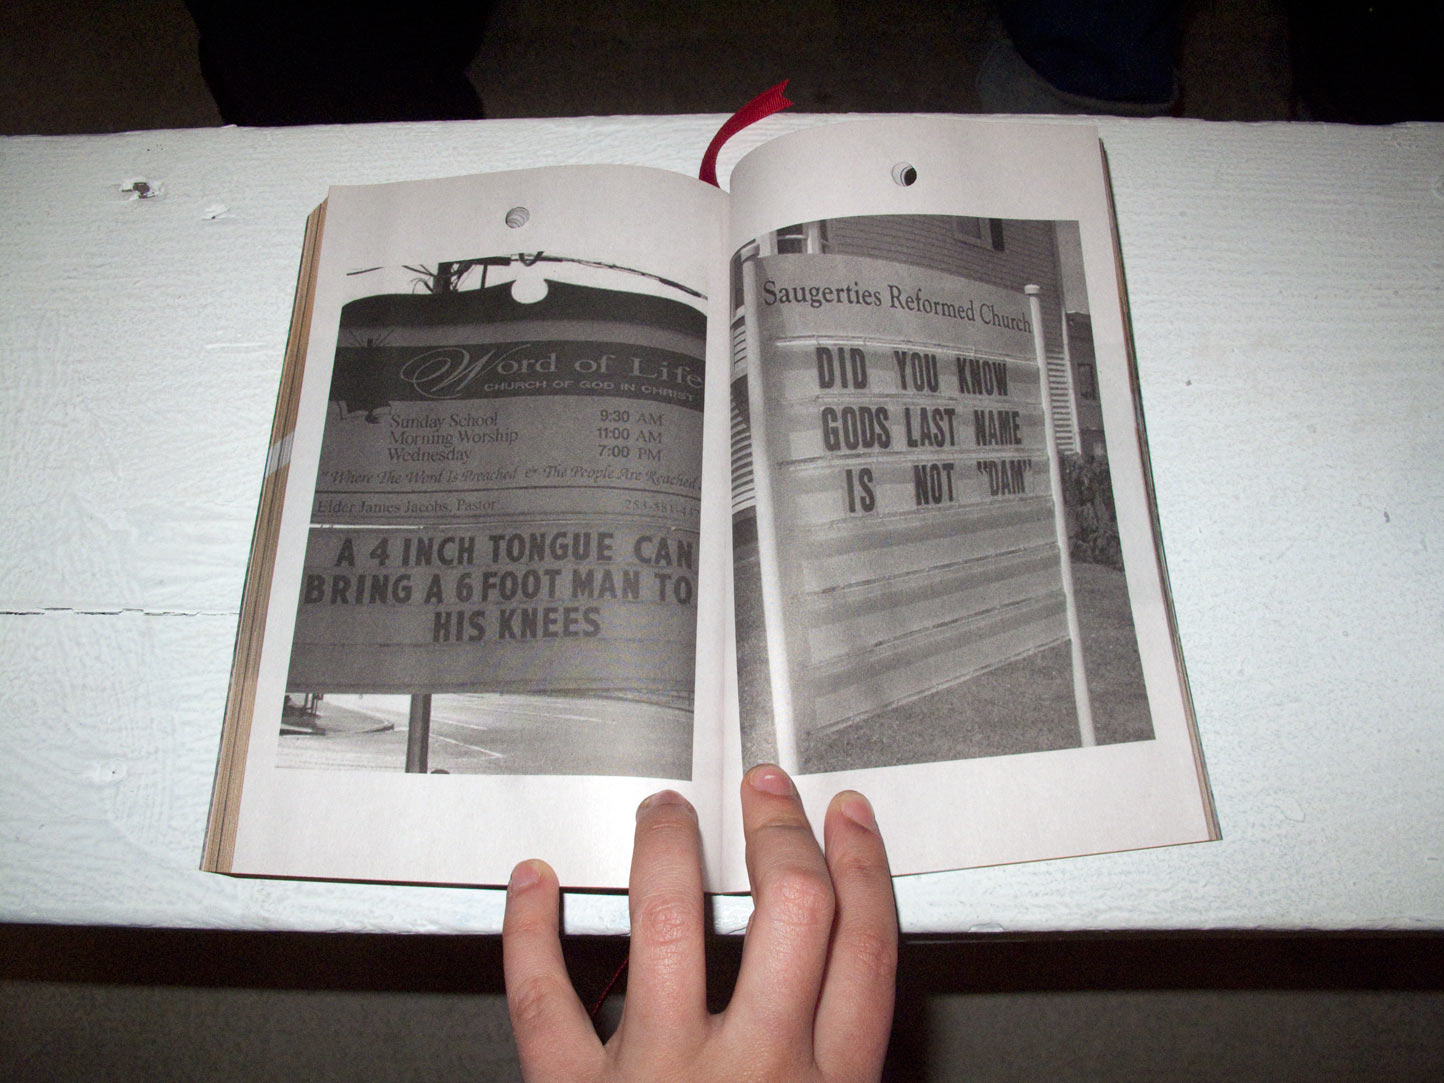 Word of Life
CHURCH OF GOD IN CHRIST
Sunday School 9:30 AM
Morning Worship 11:00 AM
Wednesday 7:00 PM
"Where The Word Is Preached & The People Are Reached
Elder James Jacobs, Pastor
A 4 INCH TONGUE CAN
BRING A 6 FOOT MAN TO
HIS KNEES
Saugerties Reformed Church
DID YOU KNOW
GODS LAST NAME
IS NOT "DAM"